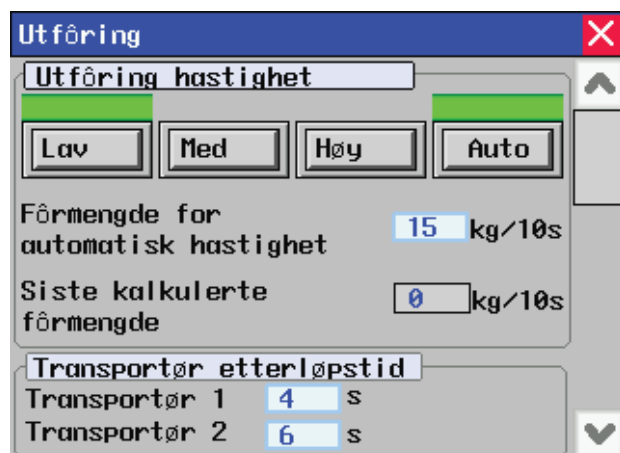 Utfôring
Utfôring hastighet
Lav Med Høy Auto
Fôrmengde for
automatisk hastighet 15 kg/10s
Siste kalkulerte
fôrmengde 0 kg/10s
Transportør etterløpstid
Transportør 1 4 s
Transportør 2 6 s